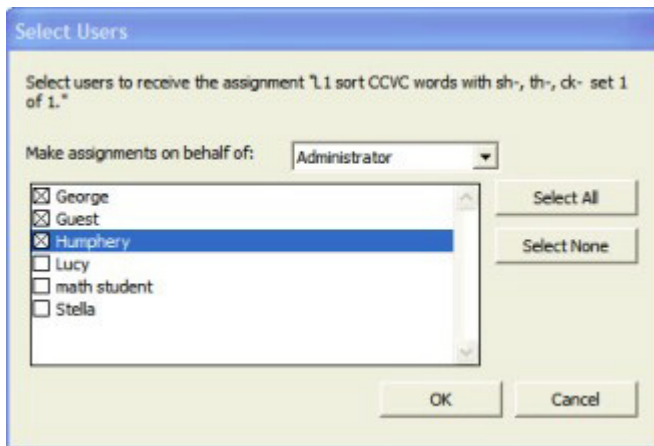 Select Users
Select users to receive the assignment "L1 sort CCVC words with sh-, th-, ck- set 1
of 1."
Make assignments on behalf of: Administrator
George
Select All
Guest
Humphery
Select None
Lucy
math student
Stella
OK Cancel